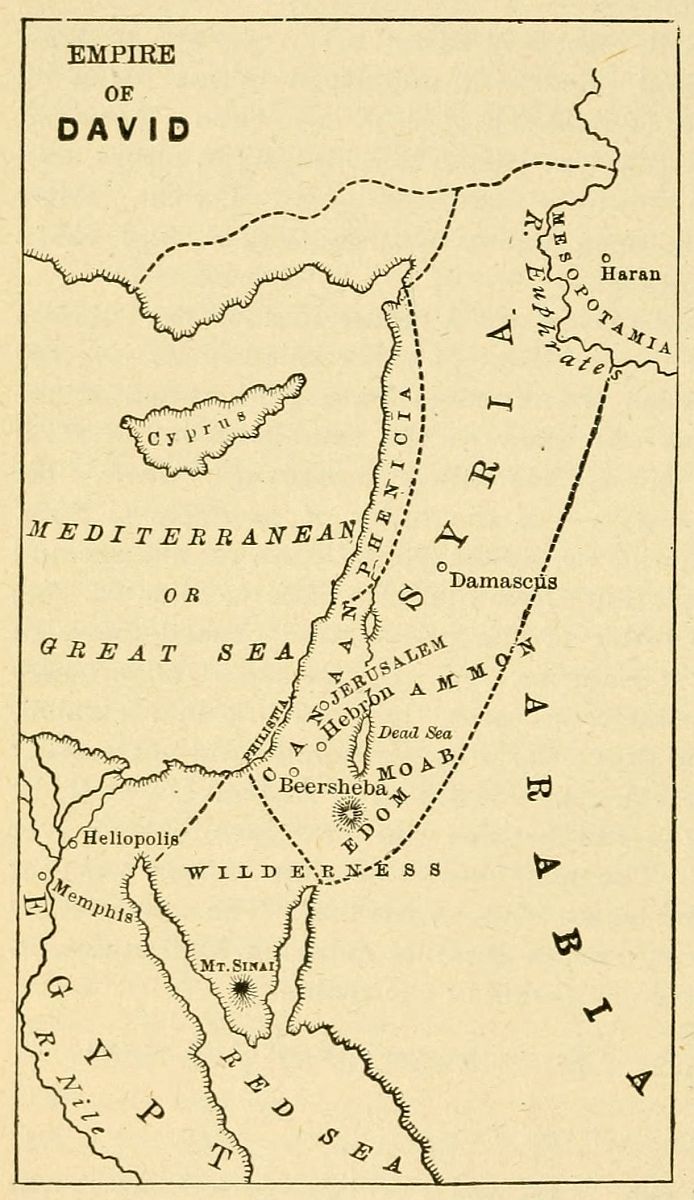 EMPIRE
OF
DAVID
R. Euphrates
MESOPOTAMIA
Haran
SYRIA
Cyprus
PHENICIA
MEDITERRANEAN
OR
GREAT SEA
Damascus
CANAAN
JERUSALEM
AMMON
Hebron
PHILISTIA
Dead Sea
MOAB
Beersheba
EDOM
ARABIA
Heliopolis
WILDERNESS
Memphis
EGYPT
MT. SINAI
R. Nile
RED SEA